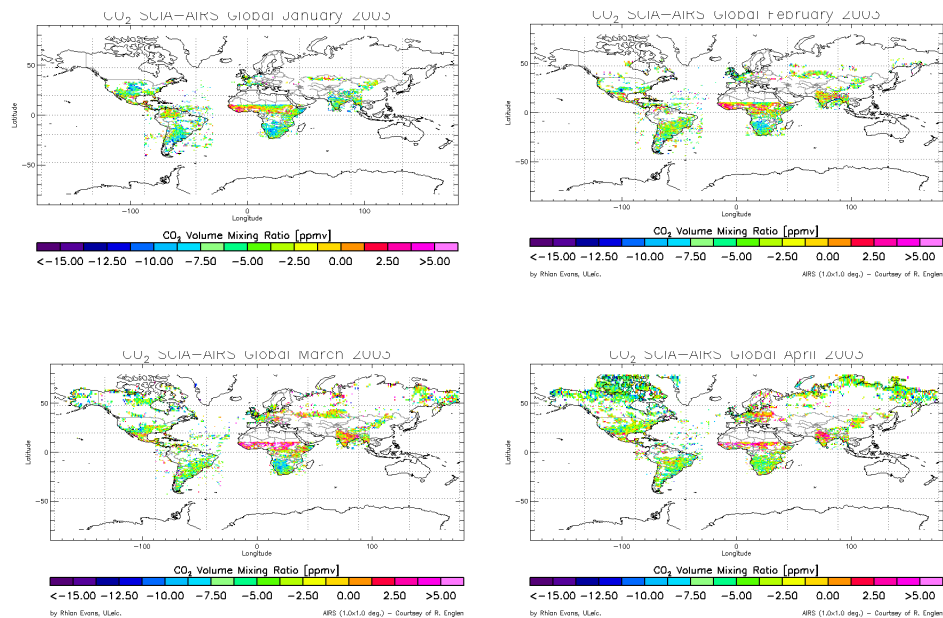 CO2 SCIA-AIRS Global January 2003
50
0
-50
Latitude
-100
0
100
Longitude
CO2 Volume Mixing Ratio [ppmv]
<-15.00 -12.50 -10.00 -7.50 -5.00 -2.50 0.00 2.50 >5.00
CO2 SCIA-AIRS Global February 2003
50
0
-50
Latitude
-100
0
100
Longitude
CO2 Volume Mixing Ratio [ppmv]
<-15.00 -12.50 -10.00 -7.50 -5.00 -2.50 0.00 2.50 >5.00
by Rhian Evans, ULeic. AIRS (1.0x1.0 deg.) - Courtsey of R. Englen
CO2 SCIA-AIRS Global March 2003
50
0
-50
Latitude
-100
0
100
Longitude
CO2 Volume Mixing Ratio [ppmv]
<-15.00 -12.50 -10.00 -7.50 -5.00 -2.50 0.00 2.50 >5.00
by Rhian Evans, ULeic. AIRS (1.0x1.0 deg.) - Courtsey of R. Englen
CO2 SCIA-AIRS Global April 2003
50
0
-50
Latitude
-100
0
100
Longitude
CO2 Volume Mixing Ratio [ppmv]
<-15.00 -12.50 -10.00 -7.50 -5.00 -2.50 0.00 2.50 >5.00
by Rhian Evans, ULeic. AIRS (1.0x1.0 deg.) - Courtsey of R. Englen